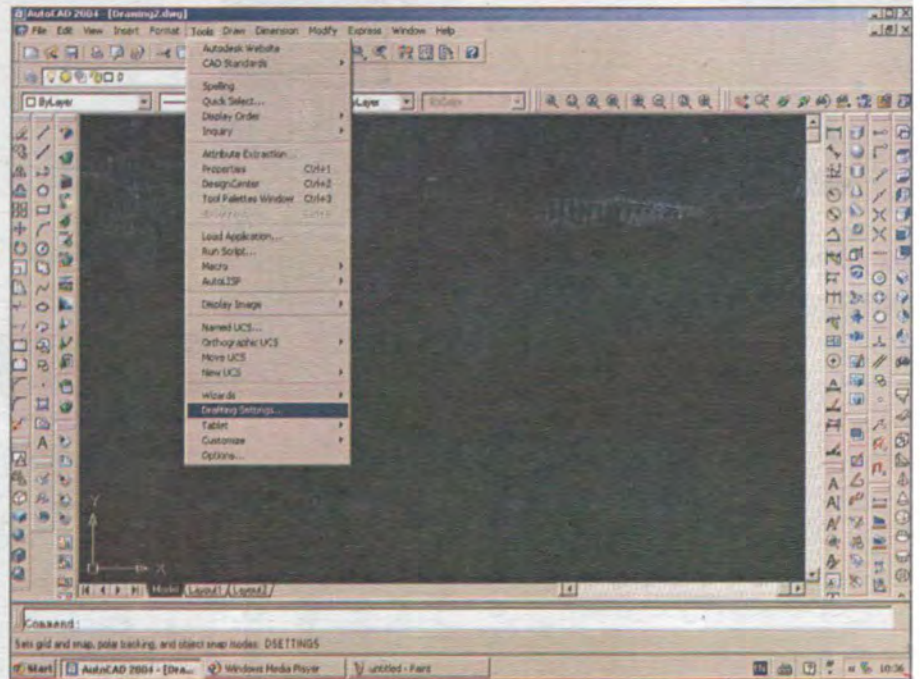 AutoCAD 2004 - [Drawing2.dwg]
File Edit View Insert Format Tools Draw Dimension Modify Express Window Help
Autodesk Website
CAD Standards
0
Spelling
ByLayer
Quick Select...
ByLayer
ByColor
Display Order
Inquiry
Attribute Extraction...
Properties Ctrl+1
DesignCenter Ctrl+2
Tool Palettes Window Ctrl+3
Load Application...
Run Script...
Macro
AutoLISP
Display Image
Named UCS...
Orthographic UCS
Move UCS
New UCS
Wizards
Drafting Settings...
Tablet
Customize
Options...
Y
X
Model Layout1 Layout2
Command:
Sets grid and snap, polar tracking, and object snap modes: DSETTINGS
Start AutoCAD 2004 - [Dra... Windows Media Player untitled - Paint 10:36